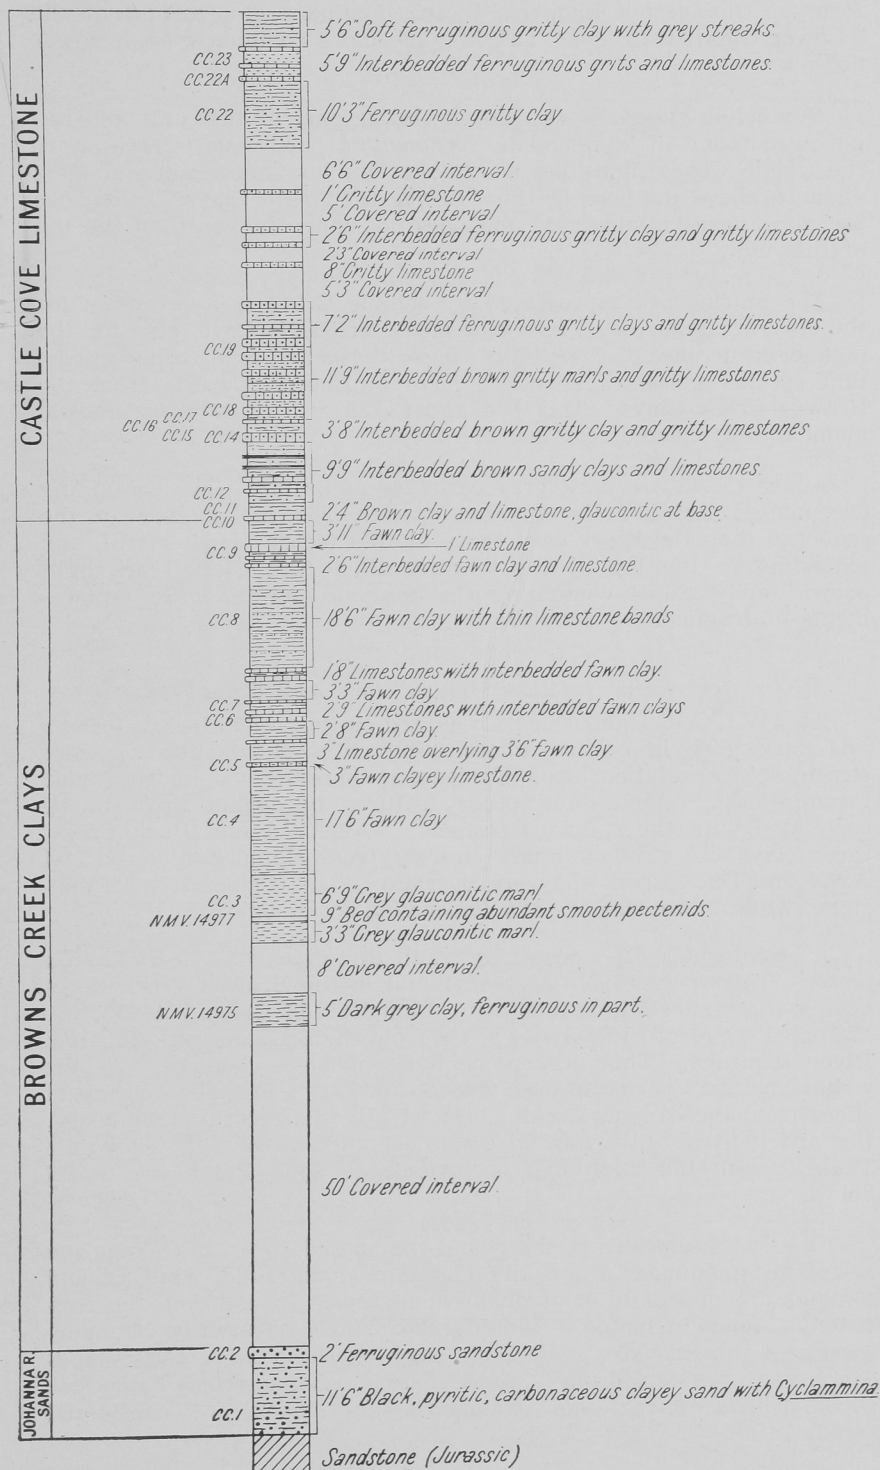 CASTLE COVE LIMESTONE
5'6" Soft ferruginous gritty clay with grey streaks.
CC.23
5'9" Interbedded ferruginous grits and limestones.
CC.22A
CC 22
10'3" Ferruginous gritty clay
6'6" Covered interval.
1' Gritty limestone
5' Covered interval
2'6" Interbedded ferruginous gritty clay and gritty limestones
2'3" Covered interval
8" Gritty limestone
5'3" Covered interval
7'2" Interbedded ferruginous gritty clays and gritty limestones.
CC.19
11'9" Interbedded brown gritty marls and gritty limestones
CC.16 CC.17 CC.18
CC.15 CC.14
3'8" Interbedded brown gritty clay and gritty limestones
9'9" Interbedded brown sandy clays and limestones
CC.12
CC.11
2'4" Brown clay and limestone, glauconitic at base.
CC.10
BROWNS CREEK CLAYS
3'11" Fawn clay.
1' Limestone
CC.9
2'6" Interbedded fawn clay and limestone
CC.8
18'6" Fawn clay with thin limestone bands
1'8" Limestones with interbedded fawn clay.
3'3" Fawn clay
CC.7
2'9" Limestones with interbedded fawn clays
CC.6
2'8" Fawn clay.
3" Limestone overlying 3'6" fawn clay
CC.5
3" Fawn clayey limestone.
CC.4
17'6" Fawn clay
CC.3
6'9" Grey glauconitic marl
9" Bed containing abundant smooth pectenids.
NMV.14977
3'3" Grey glauconitic marl.
8' Covered interval.
NMV.14975
5' Dark grey clay, ferruginous in part.
50' Covered interval.
JOHANNA R. SANDS
CC.2
2' Ferruginous sandstone
CC.1
11'6" Black, pyritic, carbonaceous clayey sand with Cyclammina
Sandstone (Jurassic)